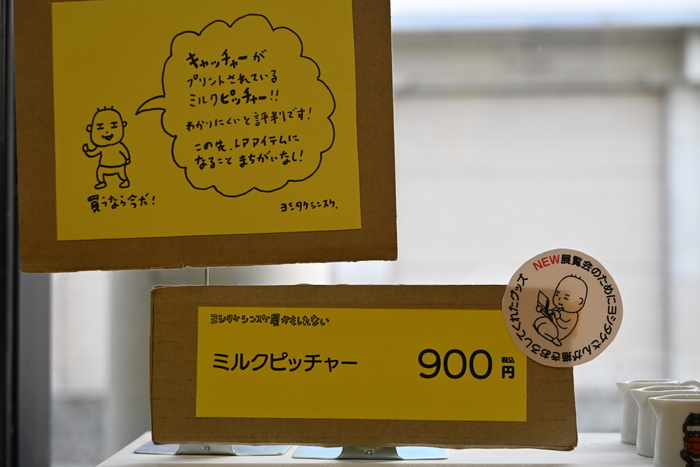 キャッチャーが
プリントされている
ミルクピッチャー!!
わかりにくいと評判です!
この先、レアアイテムに
なること まちがいなし!
買うなら今だ!
ヨシタケシンスケ.
ヨシタケシンスケ展かもしれない
ミルクピッチャー
900税込円
NEW展覧会のためにヨシタケさんが描きおろしてくれたグッズ